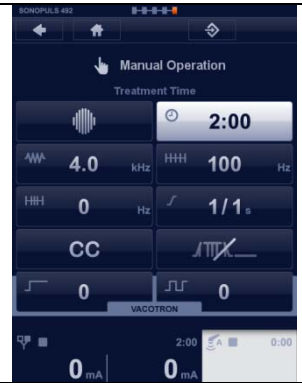 SONOPULS 492
Manual Operation
Treatment Time
2:00
4.0 kHz 100 Hz
0 Hz 1/1 s
CC
0 0
VACOTRON
2:00 A 0:00
0 mA 0 mA